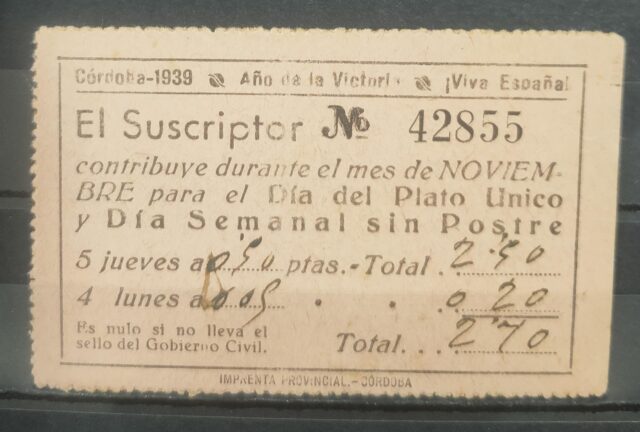 Córdoba-1939 Año de la Victoria ¡Viva España!
El Suscriptor Nº 42855
contribuye durante el mes de NOVIEM-
BRE para el Día del Plato Unico
y Día Semanal sin Postre
5 jueves a 0'50 ptas.-Total . 2'50
4 lunes a 0'05 " " . 0'20
Es nulo si no lleva el
sello del Gobierno Civil.
Total. . . 2'70
IMPRENTA PROVINCIAL.-CORDOBA